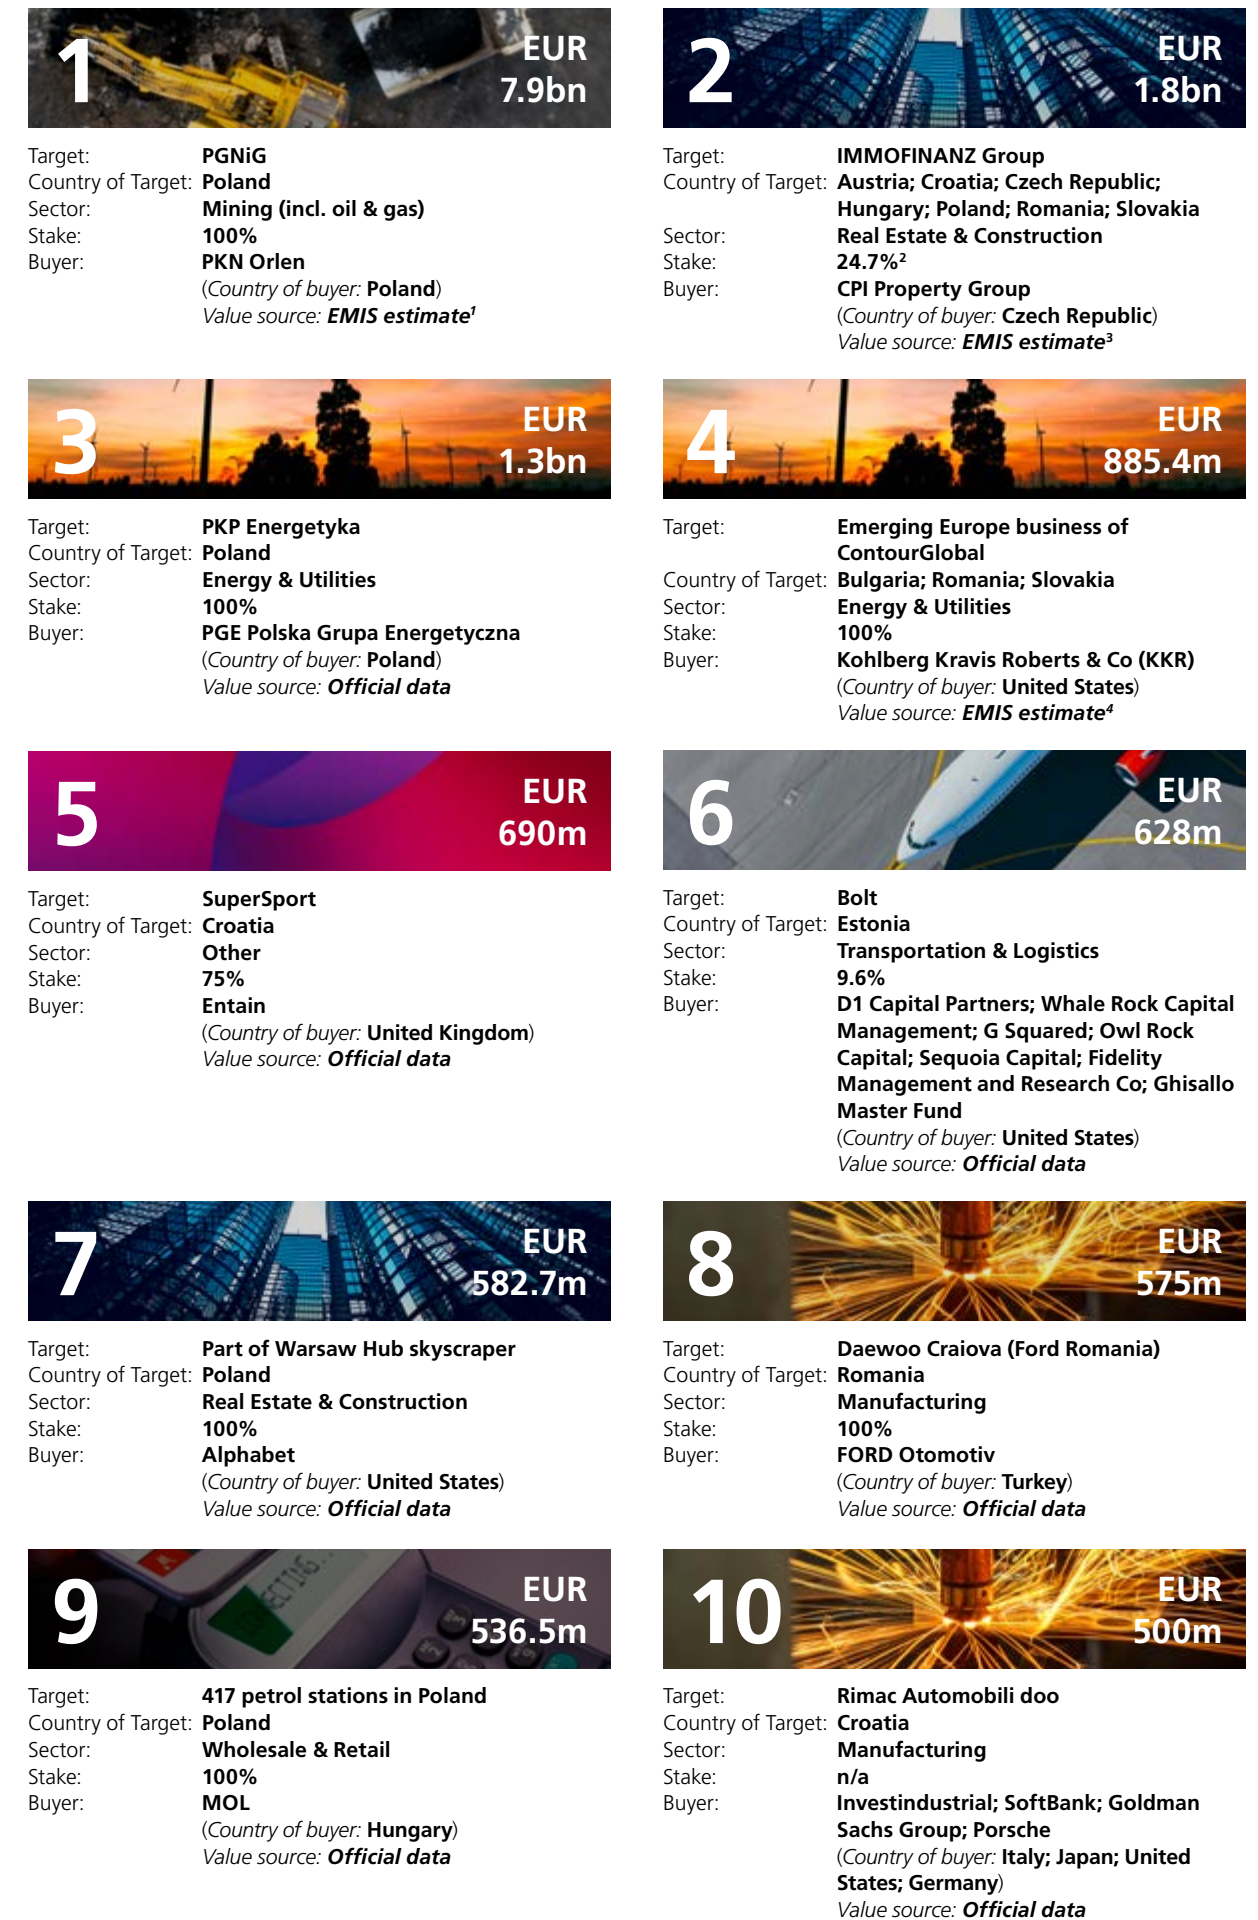 1
EUR
7.9bn
Target: PGNiG
Country of Target: Poland
Sector: Mining (incl. oil & gas)
Stake: 100%
Buyer: PKN Orlen
(Country of buyer: Poland)
Value source: EMIS estimate¹
2
EUR
1.8bn
Target: IMMOFINANZ Group
Country of Target: Austria; Croatia; Czech Republic;
Hungary; Poland; Romania; Slovakia
Sector: Real Estate & Construction
Stake: 24.7%²
Buyer: CPI Property Group
(Country of buyer: Czech Republic)
Value source: EMIS estimate³
3
EUR
1.3bn
Target: PKP Energetyka
Country of Target: Poland
Sector: Energy & Utilities
Stake: 100%
Buyer: PGE Polska Grupa Energetyczna
(Country of buyer: Poland)
Value source: Official data
4
EUR
885.4m
Target: Emerging Europe business of
ContourGlobal
Country of Target: Bulgaria; Romania; Slovakia
Sector: Energy & Utilities
Stake: 100%
Buyer: Kohlberg Kravis Roberts & Co (KKR)
(Country of buyer: United States)
Value source: EMIS estimate⁴
5
EUR
690m
Target: SuperSport
Country of Target: Croatia
Sector: Other
Stake: 75%
Buyer: Entain
(Country of buyer: United Kingdom)
Value source: Official data
6
EUR
628m
Target: Bolt
Country of Target: Estonia
Sector: Transportation & Logistics
Stake: 9.6%
Buyer: D1 Capital Partners; Whale Rock Capital
Management; G Squared; Owl Rock
Capital; Sequoia Capital; Fidelity
Management and Research Co; Ghisallo
Master Fund
(Country of buyer: United States)
Value source: Official data
7
EUR
582.7m
Target: Part of Warsaw Hub skyscraper
Country of Target: Poland
Sector: Real Estate & Construction
Stake: 100%
Buyer: Alphabet
(Country of buyer: United States)
Value source: Official data
8
EUR
575m
Target: Daewoo Craiova (Ford Romania)
Country of Target: Romania
Sector: Manufacturing
Stake: 100%
Buyer: FORD Otomotiv
(Country of buyer: Turkey)
Value source: Official data
9
EUR
536.5m
Target: 417 petrol stations in Poland
Country of Target: Poland
Sector: Wholesale & Retail
Stake: 100%
Buyer: MOL
(Country of buyer: Hungary)
Value source: Official data
10
EUR
500m
Target: Rimac Automobili doo
Country of Target: Croatia
Sector: Manufacturing
Stake: n/a
Buyer: Investindustrial; SoftBank; Goldman
Sachs Group; Porsche
(Country of buyer: Italy; Japan; United
States; Germany)
Value source: Official data